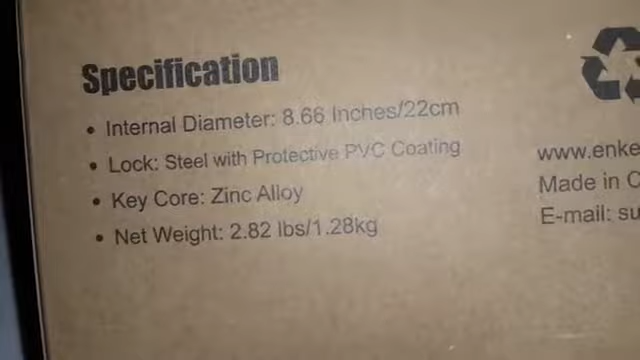 Specification
• Internal Diameter: 8.66 Inches/22cm
• Lock: Steel with Protective PVC Coating
• Key Core: Zinc Alloy
• Net Weight: 2.82 lbs/1.28kg
www.enke
Made in C
E-mail: su